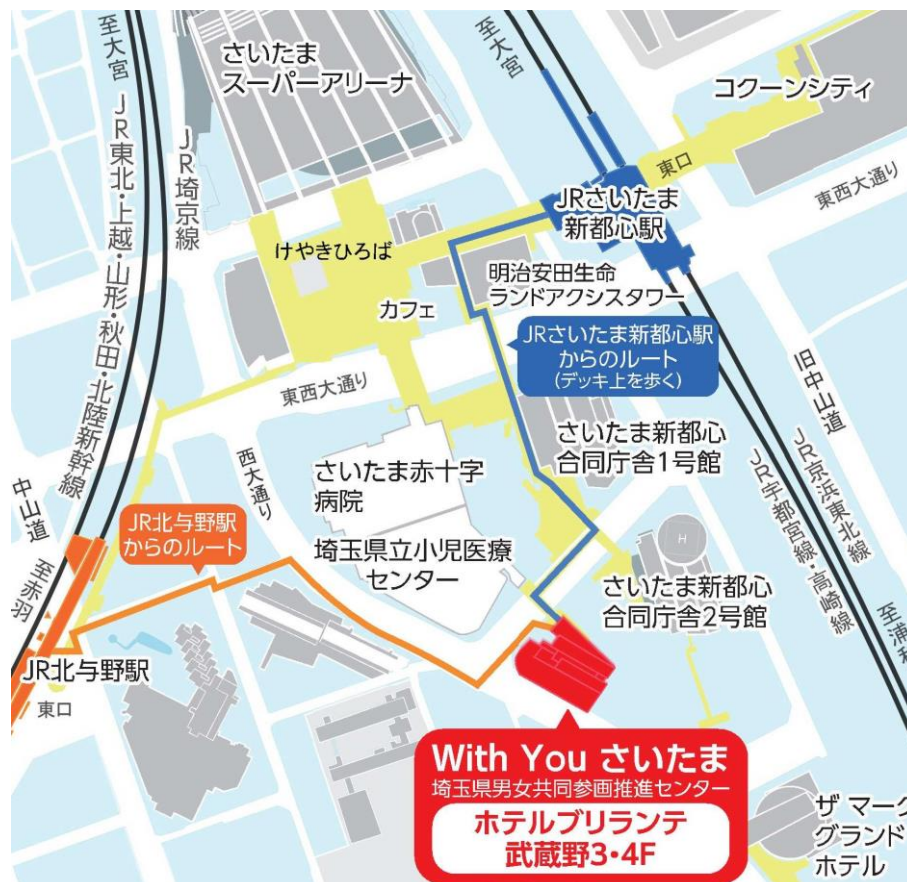 至大宮
JR東北・上越・山形・秋田・北陸新幹線
JR埼京線
さいたま
スーパーアリーナ
至大宮
コクーンシティ
東口
東西大通り
JRさいたま
新都心駅
けやきひろば
カフェ
明治安田生命
ランドアクシスタワー
JRさいたま新都心駅
からのルート
(デッキ上を歩く)
旧中山道
東西大通り
西大通り
さいたま新都心
合同庁舎1号館
さいたま赤十字
病院
埼玉県立小児医療
センター
中山道
至赤羽
JR北与野駅
からのルート
H
さいたま新都心
合同庁舎2号館
JR京浜東北線
JR宇都宮線・高崎線
至浦和
JR北与野駅
東口
With You さいたま
埼玉県男女共同参画推進センター
ホテルブリランテ
武蔵野3・4F
ザ マーク
グランド
ホテル